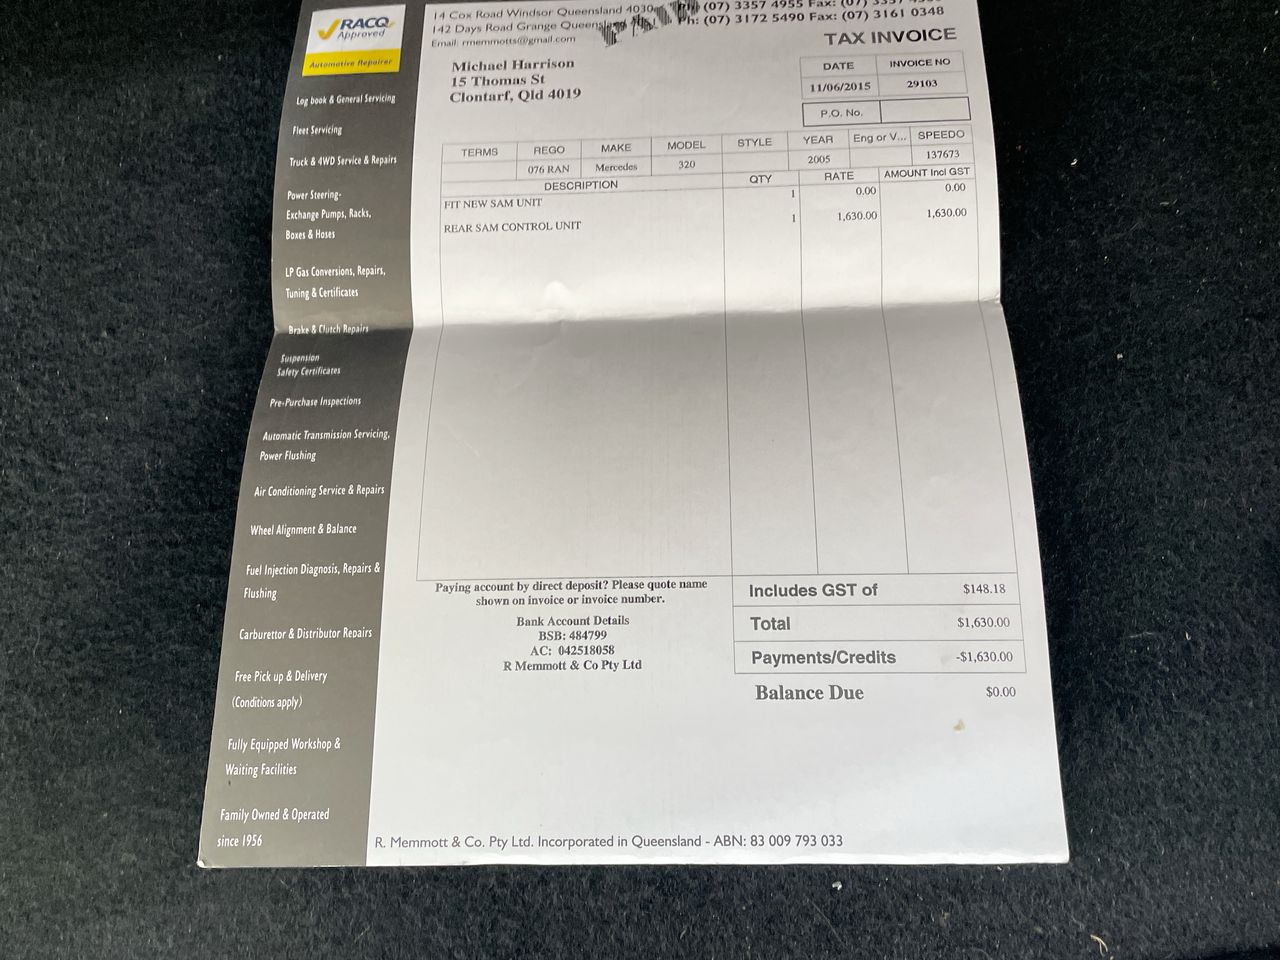 RACQ
Approved
Automotive Repairer
14 Cox Road Windsor Queensland 4030 (07) 3357 4955 Fax: (07)
142 Days Road Grange Ph: (07) 3172 5490 Fax: (07) 3161 0348
Email: rmemmotts@gmail.com
TAX INVOICE
Michael Harrison
15 Thomas St
Clontarf, Qld 4019
DATE INVOICE NO
11/06/2015 29103
P.O. No.
TERMS REGO MAKE MODEL STYLE YEAR Eng or V... SPEEDO
076 RAN Mercedes 320 2005 137673
DESCRIPTION QTY RATE AMOUNT Incl GST
FIT NEW SAM UNIT 1 0.00 0.00
REAR SAM CONTROL UNIT 1 1,630.00 1,630.00
Log book & General Servicing
Fleet Servicing
Truck & 4WD Service & Repairs
Power Steering-
Exchange Pumps, Racks,
Boxes & Hoses
LP Gas Conversions, Repairs,
Tuning & Certificates
Brake & Clutch Repairs
Suspension
Safety Certificates
Pre-Purchase Inspections
Automatic Transmission Servicing,
Power Flushing
Air Conditioning Service & Repairs
Wheel Alignment & Balance
Fuel Injection Diagnosis, Repairs &
Flushing
Carburettor & Distributor Repairs
Free Pick up & Delivery
(Conditions apply)
Fully Equipped Workshop &
Waiting Facilities
Family Owned & Operated
since 1956
Paying account by direct deposit? Please quote name
shown on invoice or invoice number.
Bank Account Details
BSB: 484799
AC: 042518058
R Memmott & Co Pty Ltd
Includes GST of $148.18
Total $1,630.00
Payments/Credits -$1,630.00
Balance Due $0.00
R. Memmott & Co. Pty Ltd. Incorporated in Queensland - ABN: 83 009 793 033